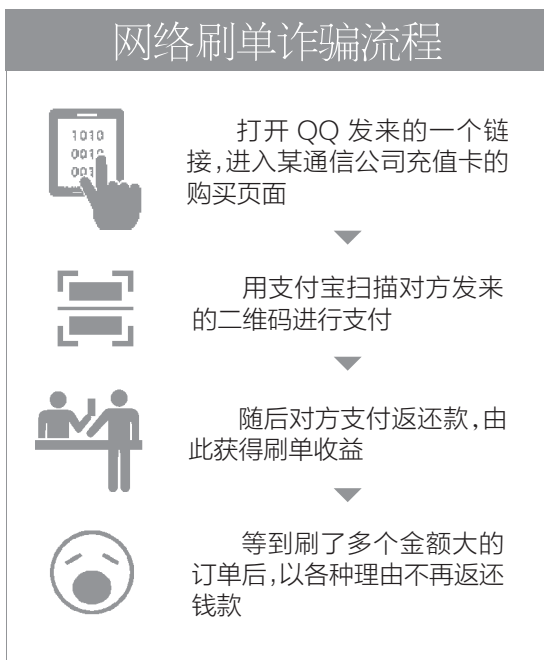 网络刷单诈骗流程
1010
0010
001
打开 QQ 发来的一个链
接,进入某通信公司充值卡的
购买页面
用支付宝扫描对方发来
的二维码进行支付
随后对方支付返还款,由
此获得刷单收益
等到刷了多个金额大的
订单后,以各种理由不再返还
钱款